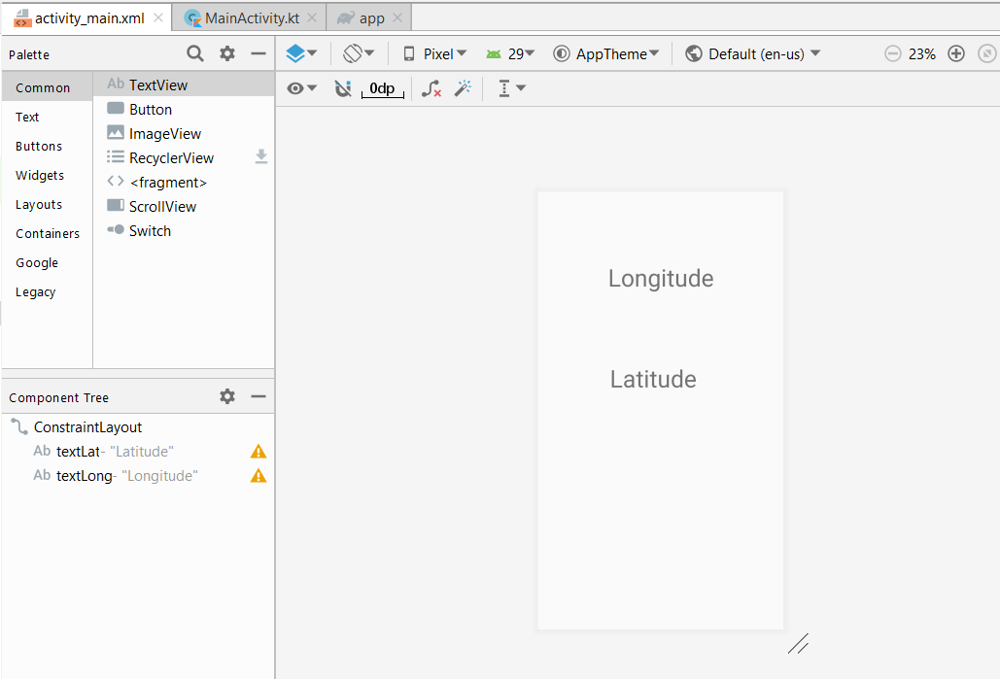 activity_main.xml MainActivity.kt app
Palette
Pixel 29 AppTheme Default (en-us) 23%
Common
Text
Buttons
Widgets
Layouts
Containers
Google
Legacy
Ab TextView
Button
ImageView
RecyclerView
<fragment>
ScrollView
Switch
0dp
Longitude
Latitude
Component Tree
ConstraintLayout
Ab textLat- "Latitude"
Ab textLong- "Longitude"